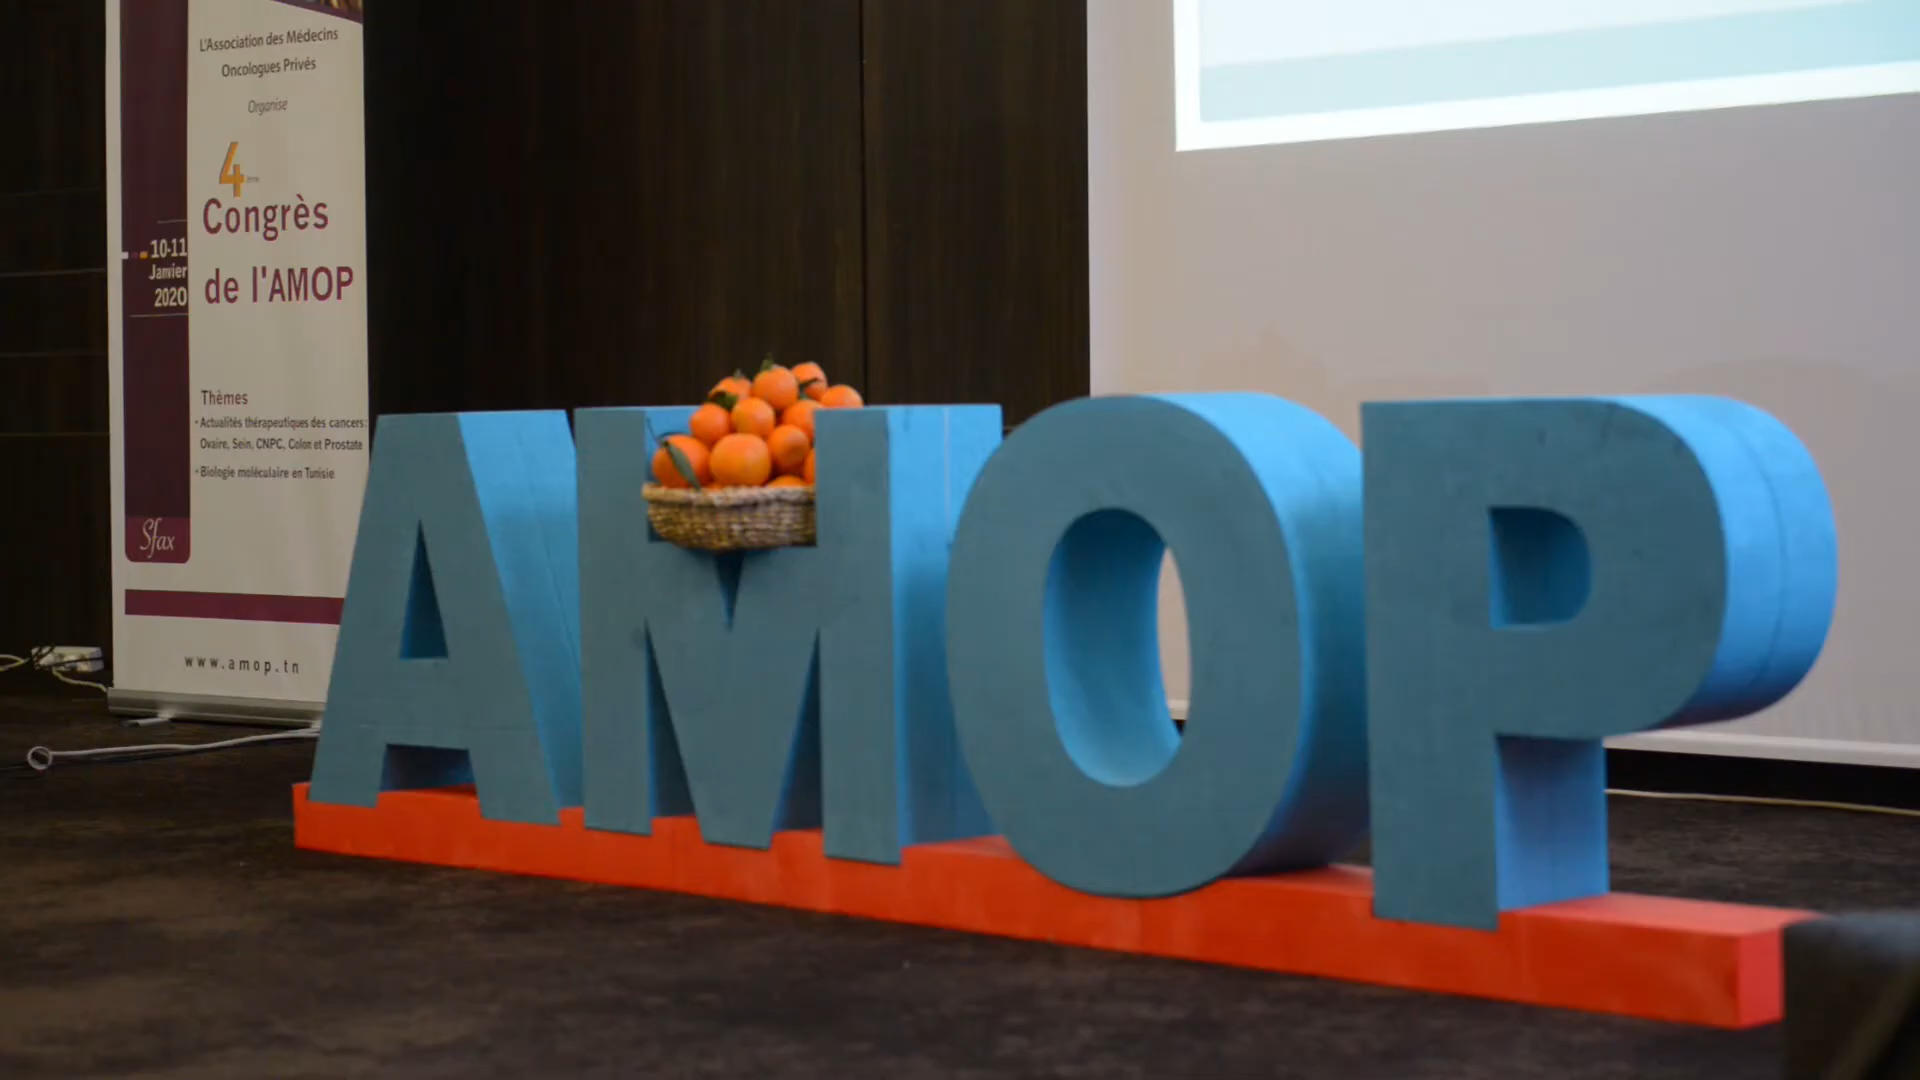 L'Association des Médecins
Oncologues Privés
Organise
4ème
Congrès
de l'AMOP
10-11
Janvier
2020
Thèmes
• Actualités thérapeutiques des cancers:
Ovaire, Sein, CNPC, Colon et Prostate
• Biologie moléculaire en Tunisie
Sfax
www.amop.tn
AMOP